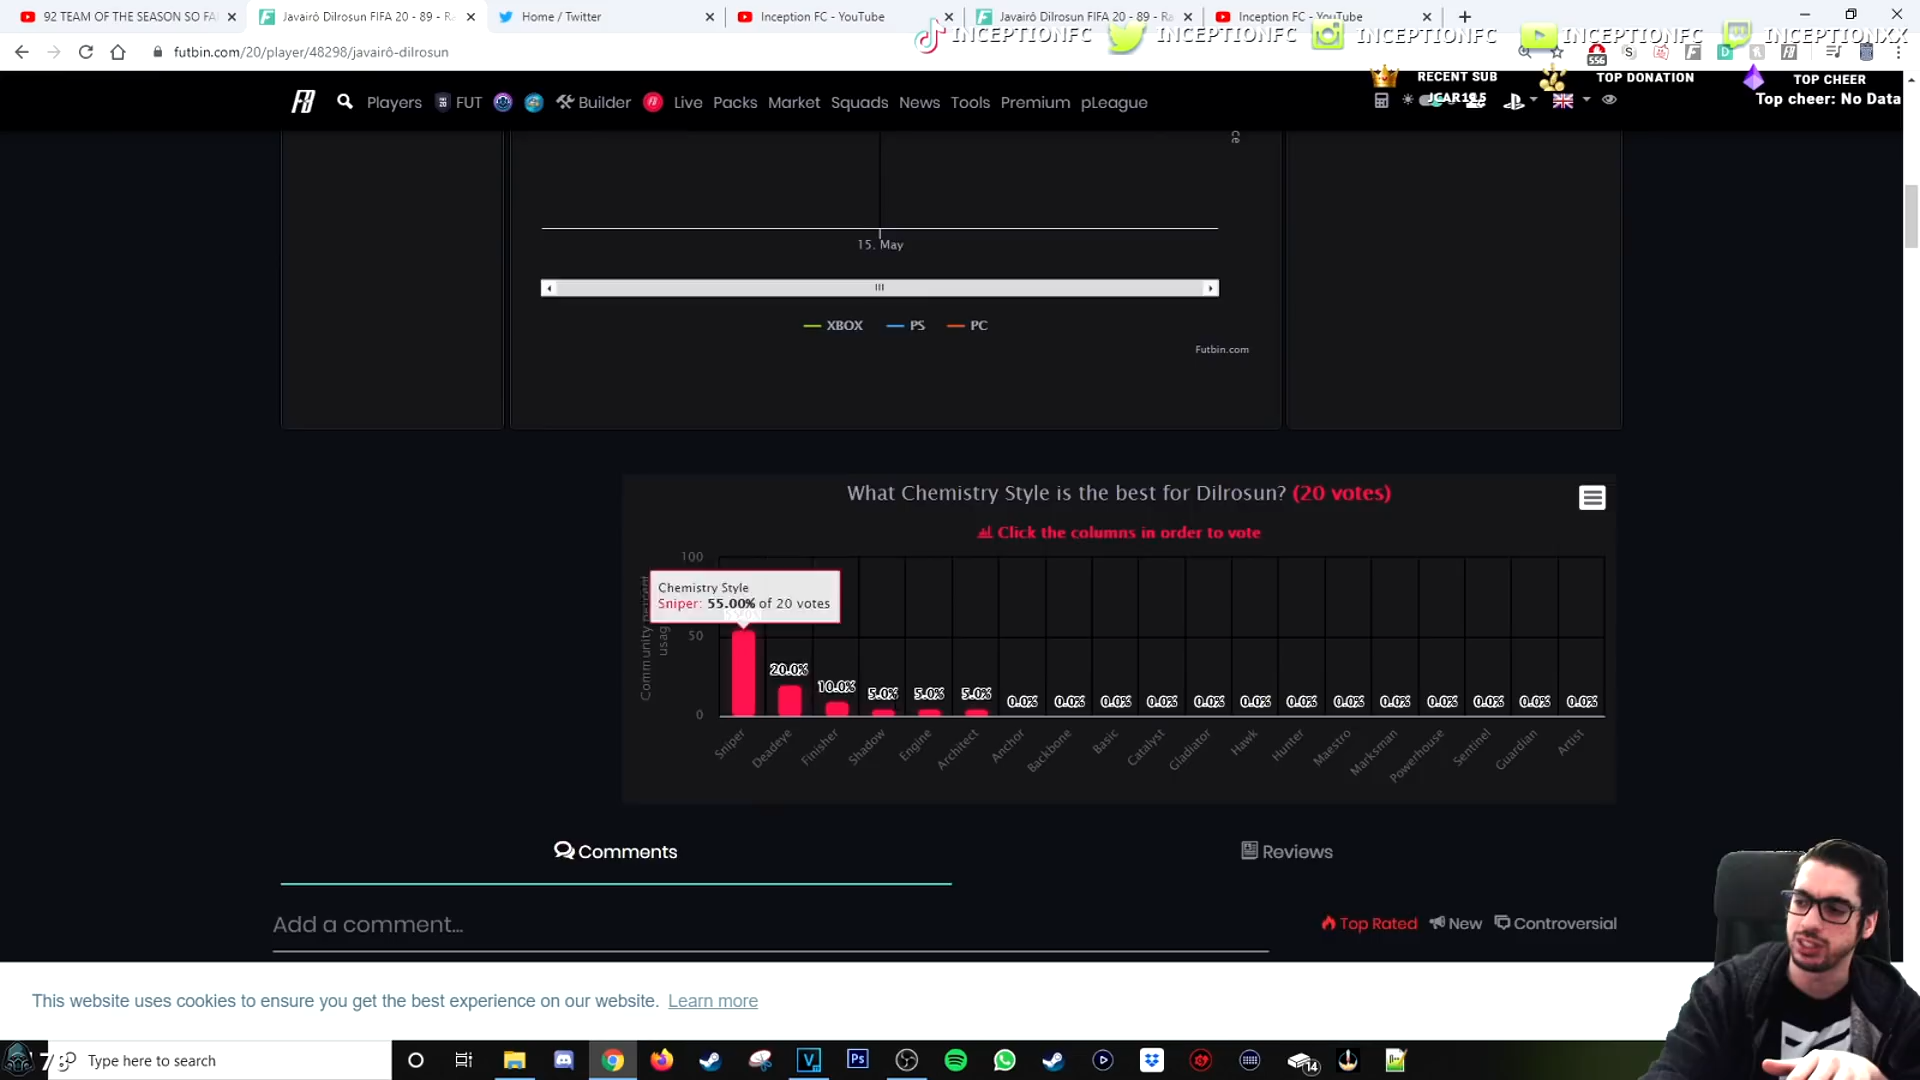 92 TEAM OF THE SEASON SO FA
Javairô Dilrosun FIFA 20 - 89 - Ra
Home / Twitter
Inception FC - YouTube
Javairô Dilrosun FIFA 20 - 89 - Ra
Inception FC - YouTube
futbin.com/20/player/48298/javairô-dilrosun
INCEPTIONFC
INCEPTIONFC
INCEPTIONFC
INCEPTIONFC
INCEPTIONXX
556
RECENT SUB
JCAR195
TOP DONATION
TOP CHEER
Top cheer: No Data
Players FUT Builder Live Packs Market Squads News Tools Premium pLeague
ce
15. May
XBOX PS PC
Futbin.com
What Chemistry Style is the best for Dilrosun? (20 votes)
Click the columns in order to vote
100
50
0
Chemistry Style
Sniper: 55.00% of 20 votes
20.0% 10.0% 5.0% 5.0% 5.0% 0.0% 0.0% 0.0% 0.0% 0.0% 0.0% 0.0% 0.0% 0.0% 0.0% 0.0% 0.0% 0.0%
Sniper Deadeye Finisher Shadow Engine Architect Anchor Backbone Basic Catalyst Gladiator Hawk Hunter Maestro Marksman Powerhouse Sentinel Guardian Artist
Comments
Reviews
Add a comment...
Top Rated New Controversial
This website uses cookies to ensure you get the best experience on our website. Learn more
78
Type here to search
Ps
14